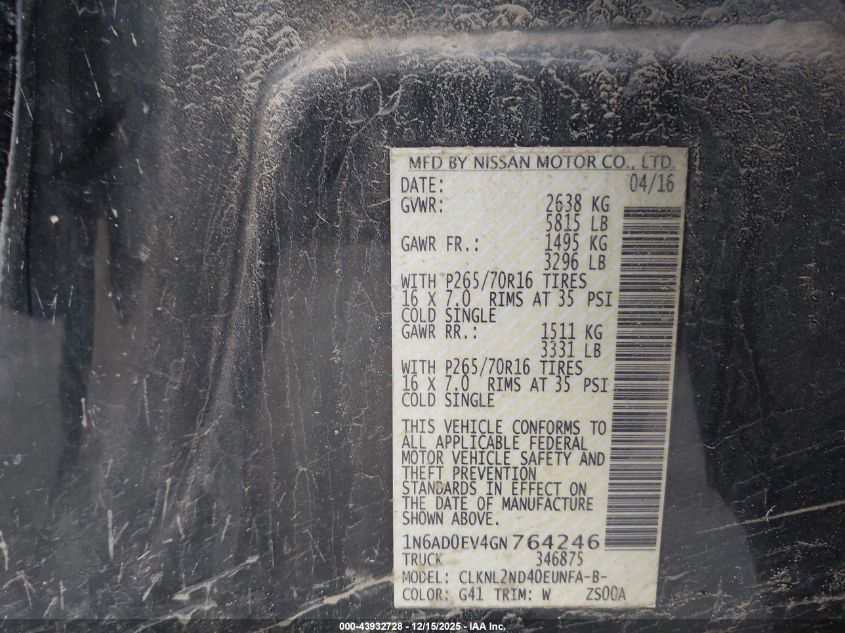 MFD BY NISSAN MOTOR CO., LTD.
DATE: 04/16
GVWR: 2638 KG
5815 LB
GAWR FR.: 1495 KG
3296 LB
WITH P265/70R16 TIRES
16 X 7.0 RIMS AT 35 PSI
COLD SINGLE
GAWR RR.: 1511 KG
3331 LB
WITH P265/70R16 TIRES
16 X 7.0 RIMS AT 35 PSI
COLD SINGLE
THIS VEHICLE CONFORMS TO
ALL APPLICABLE FEDERAL
MOTOR VEHICLE SAFETY AND
THEFT PREVENTION
STANDARDS IN EFFECT ON
THE DATE OF MANUFACTURE
SHOWN ABOVE.
1N6AD0EV4GN764246
TRUCK 346875
MODEL: CLKNL2ND40EUNFA-B-
COLOR: G41 TRIM: W ZS00A
000-43932728 - 12/15/2025 - IAA Inc.